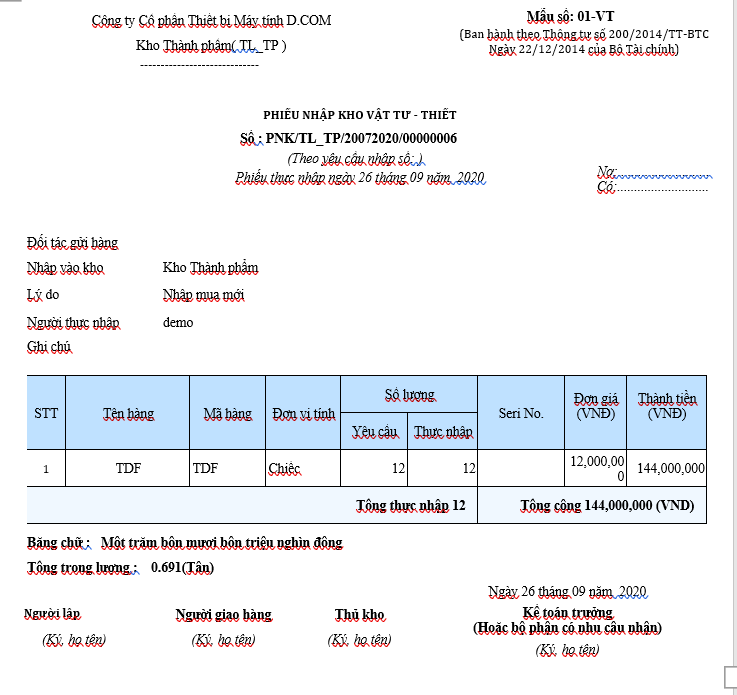 Công ty Cổ phần Thiết bị Máy tính D.COM
Kho Thành phẩm( TL_TP )
-----------------------------
Mẫu số: 01-VT
(Ban hành theo Thông tư số 200/2014/TT-BTC
Ngày 22/12/2014 của Bộ Tài chính)
PHIẾU NHẬP KHO VẬT TƯ - THIẾT
Số : PNK/TL_TP/20072020/00000006
(Theo yêu cầu nhập số: )
Phiếu thực nhập ngày 26 tháng 09 năm 2020
Nợ:............................
Có:...........................
Đối tác gửi hàng
Nhập vào kho Kho Thành phẩm
Lý do Nhập mua mới
Người thực nhập demo
Ghi chú
STT Tên hàng Mã hàng Đơn vị tính Số lượng Seri No. Đơn giá (VNĐ) Thành tiền (VNĐ)
Yêu cầu Thực nhập
1 TDF TDF Chiếc 12 12 12,000,00
0 144,000,000
Tổng thực nhập 12 Tổng cộng 144,000,000 (VND)
Bằng chữ : Một trăm bốn mươi bốn triệu nghìn đồng
Tổng trọng lượng : 0.691(Tấn)
Ngày 26 tháng 09 năm 2020
Người lập Người giao hàng Thủ kho Kế toán trưởng
(Hoặc bộ phận có nhu cầu nhận)
(Ký, họ tên) (Ký, họ tên) (Ký, họ tên) (Ký, họ tên)